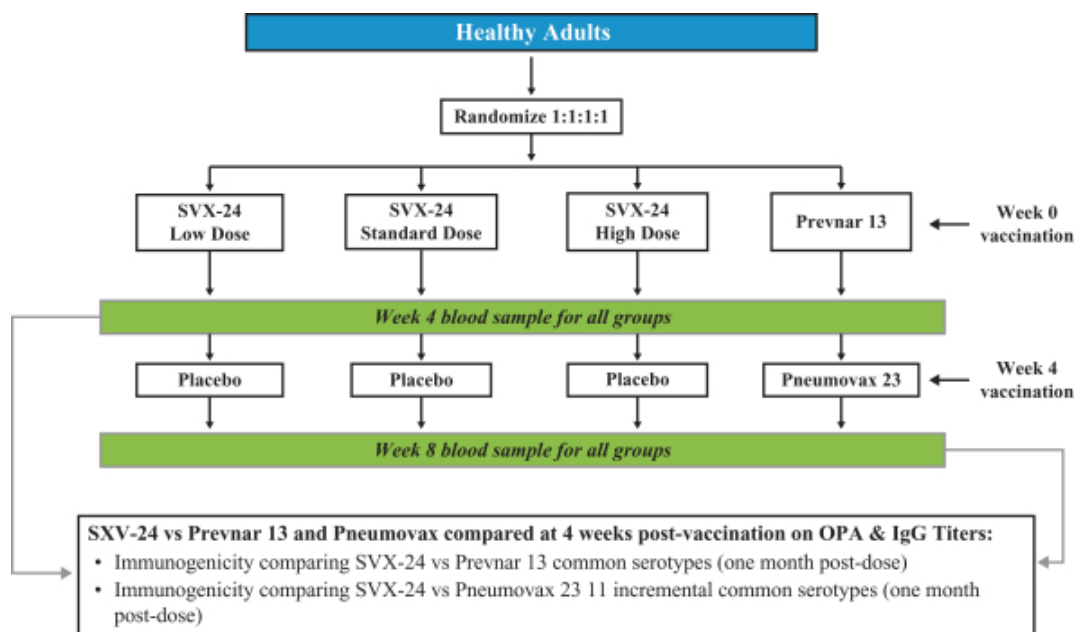 Healthy Adults
Randomize 1:1:1:1
SVX-24
Low Dose
SVX-24
Standard Dose
SVX-24
High Dose
Prevnar 13
Week 0
vaccination
Week 4 blood sample for all groups
Placebo
Placebo
Placebo
Pneumovax 23
Week 4
vaccination
Week 8 blood sample for all groups
SXV-24 vs Prevnar 13 and Pneumovax compared at 4 weeks post-vaccination on OPA & IgG Titers:
• Immunogenicity comparing SVX-24 vs Prevnar 13 common serotypes (one month post-dose)
• Immunogenicity comparing SVX-24 vs Pneumovax 23 11 incremental common serotypes (one month
post-dose)